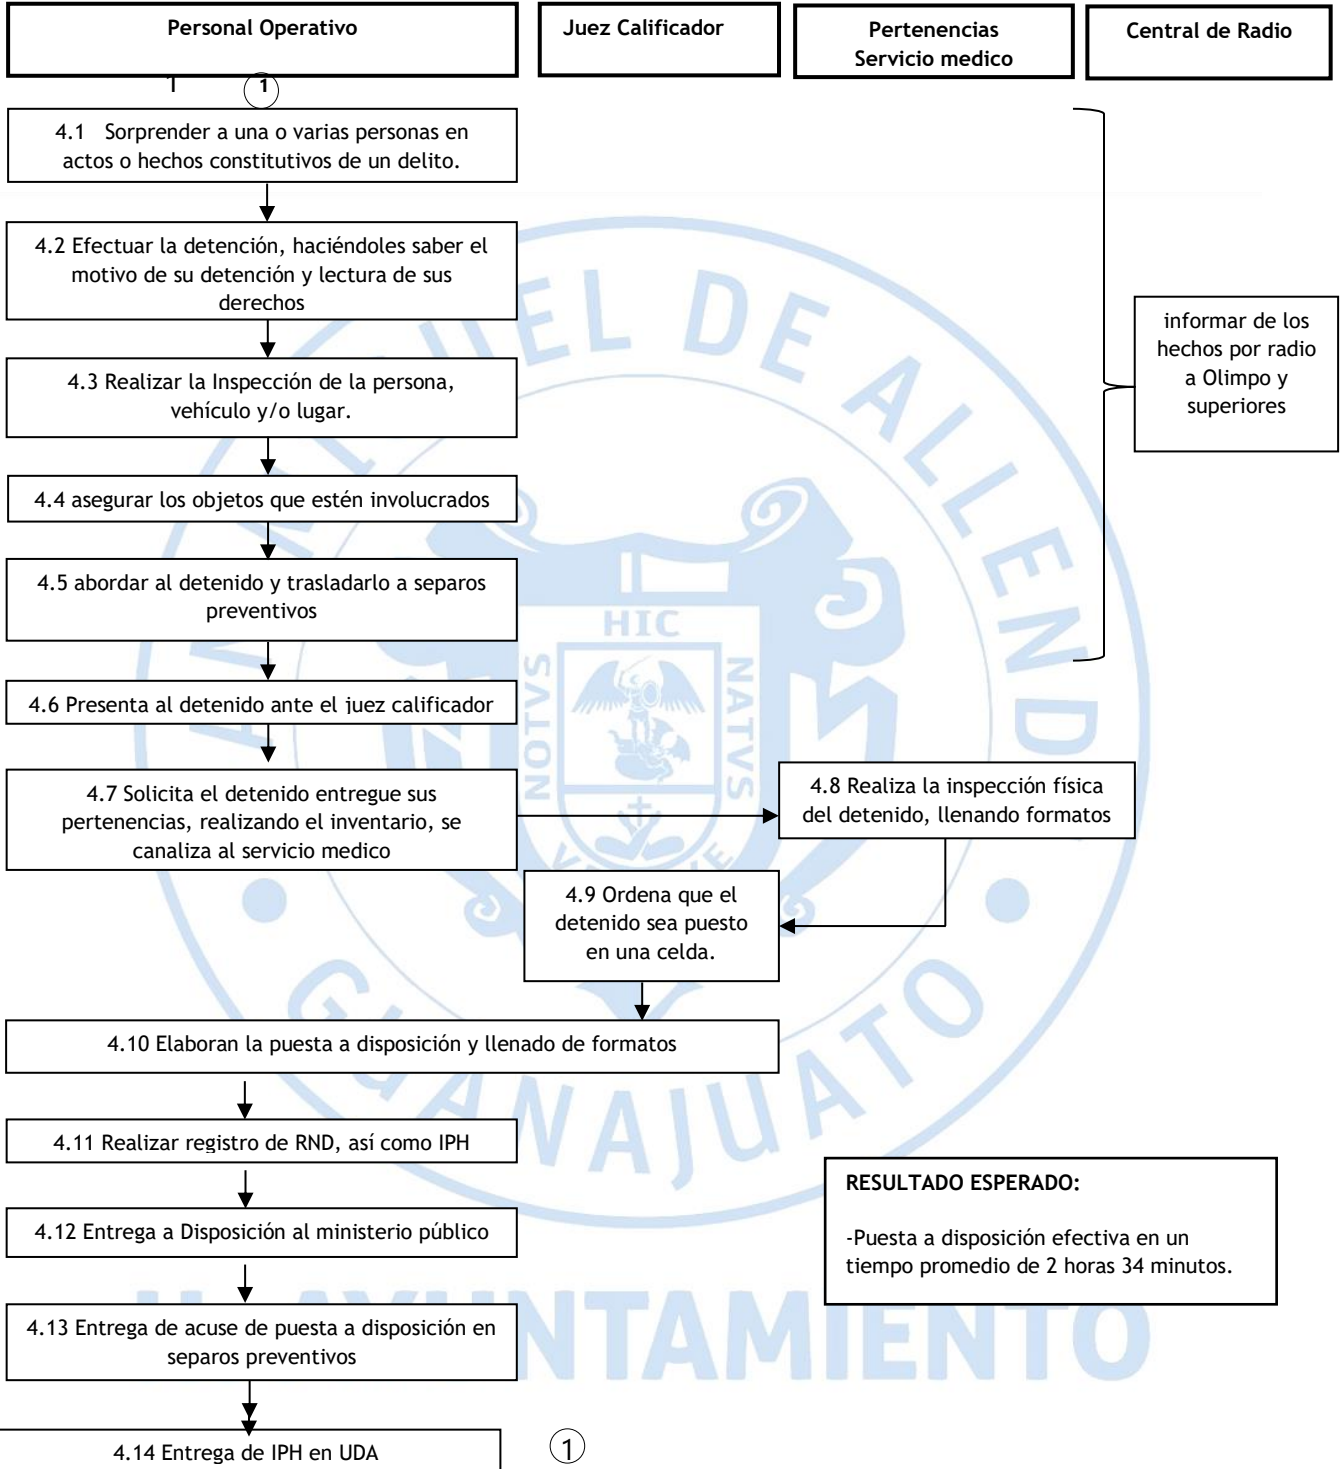 Personal Operativo
Juez Calificador
Pertenencias
Servicio medico
Central de Radio
1
1
4.1 Sorprender a una o varias personas en
actos o hechos constitutivos de un delito.
4.2 Efectuar la detención, haciéndoles saber el
motivo de su detención y lectura de sus
derechos
informar de los
hechos por radio
a Olimpo y
superiores
4.3 Realizar la Inspección de la persona,
vehículo y/o lugar.
4.4 asegurar los objetos que estén involucrados
4.5 abordar al detenido y trasladarlo a separos
preventivos
4.6 Presenta al detenido ante el juez calificador
4.7 Solicita el detenido entregue sus
pertenencias, realizando el inventario, se
canaliza al servicio medico
4.8 Realiza la inspección física
del detenido, llenando formatos
4.9 Ordena que el
detenido sea puesto
en una celda.
4.10 Elaboran la puesta a disposición y llenado de formatos
4.11 Realizar registro de RND, así como IPH
4.12 Entrega a Disposición al ministerio público
RESULTADO ESPERADO:
-Puesta a disposición efectiva en un
tiempo promedio de 2 horas 34 minutos.
4.13 Entrega de acuse de puesta a disposición en
separos preventivos
4.14 Entrega de IPH en UDA
1
MIGUEL DE ALLEND
GUANAJUATO
HIC
NATVS
NOTVS
AYUNTAMIENTO